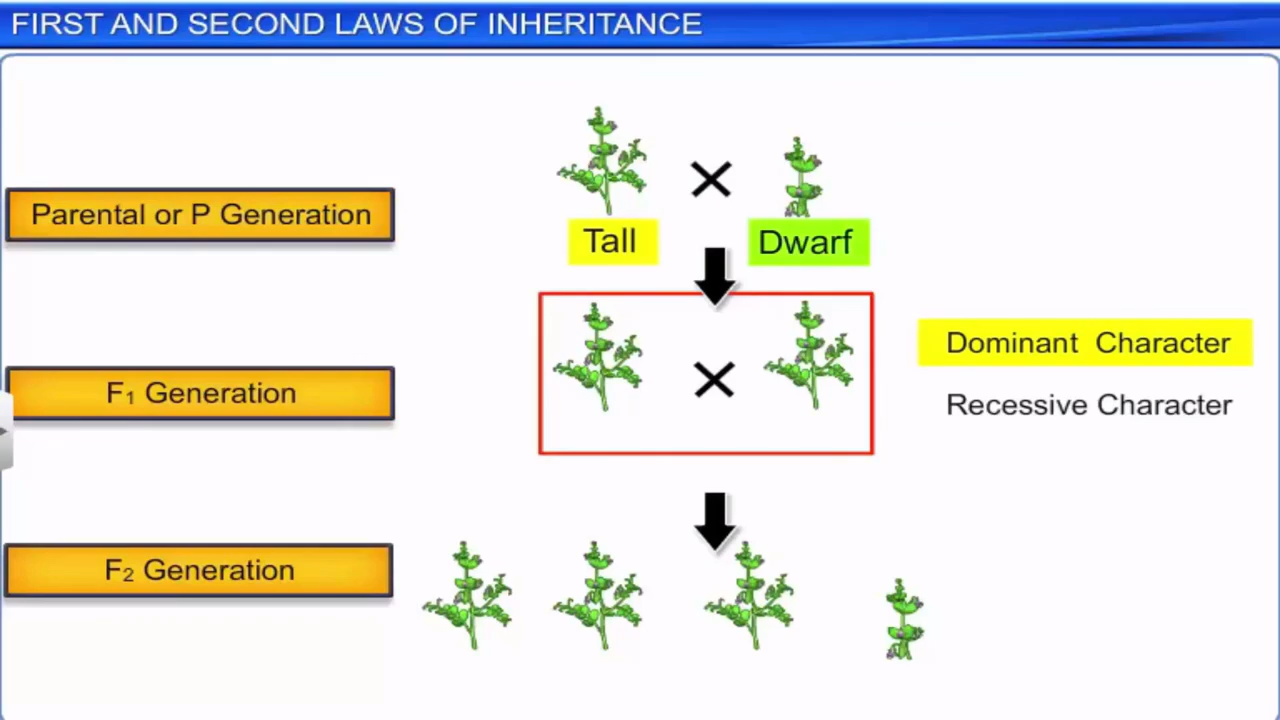 FIRST AND SECOND LAWS OF INHERITANCE
Parental or P Generation
Tall
Dwarf
F₁ Generation
Dominant Character
Recessive Character
F₂ Generation